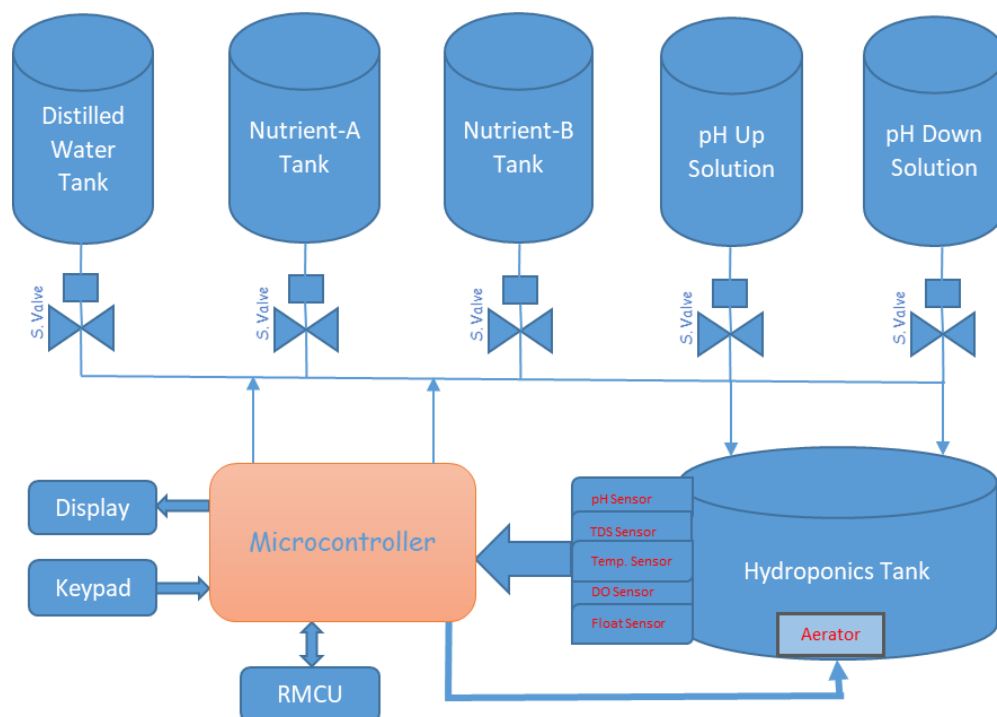 Distilled
Water
Tank
Nutrient-A
Tank
Nutrient-B
Tank
pH Up
Solution
pH Down
Solution
S. Valve
S. Valve
S. Valve
S. Valve
S. Valve
Display
Keypad
Microcontroller
RMCU
pH Sensor
TDS Sensor
Temp. Sensor
DO Sensor
Float Sensor
Hydroponics Tank
Aerator